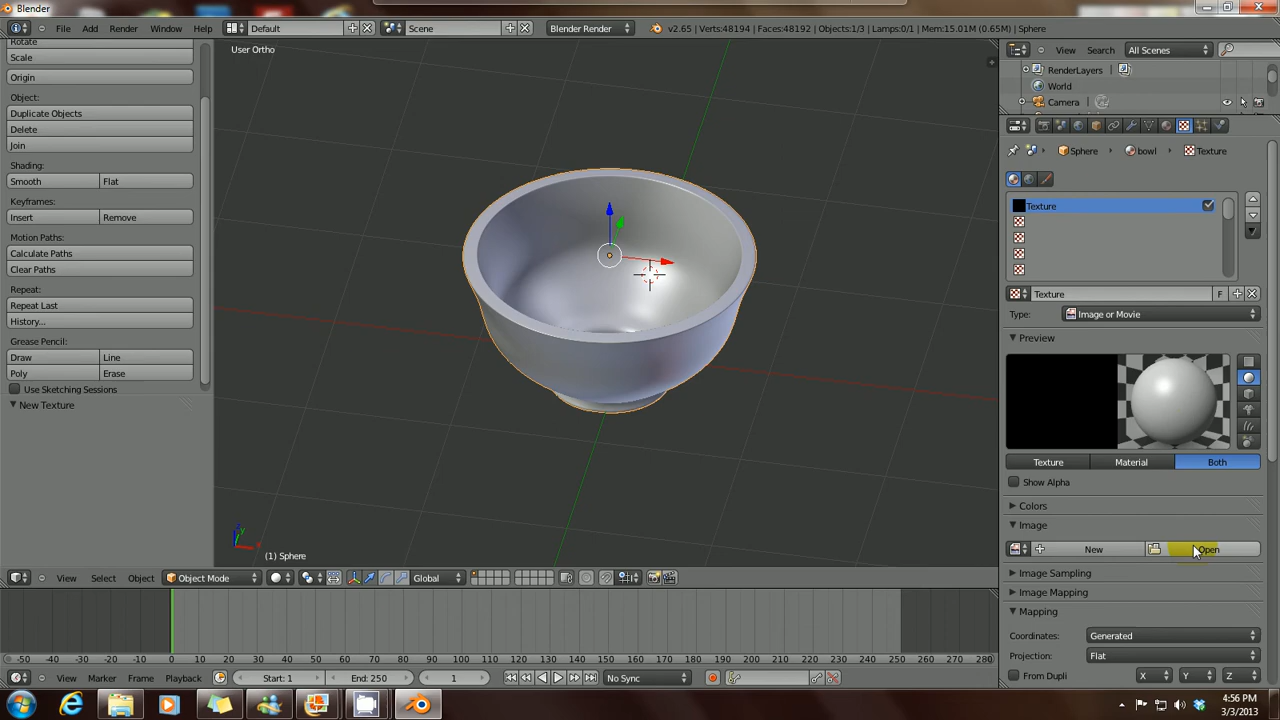 Blender
File Add Render Window Help
Default
Scene
Blender Render
v2.65 | Verts:48194 | Faces:48192 | Objects:1/3 | Lamps:0/1 | Mem:15.01M (0.65M) | Sphere
Rotate
Scale
Origin
Object:
Duplicate Objects
Delete
Join
Shading:
Smooth Flat
Keyframes:
Insert Remove
Motion Paths:
Calculate Paths
Clear Paths
Repeat:
Repeat Last
History...
Grease Pencil:
Draw Line
Poly Erase
Use Sketching Sessions
New Texture
User Ortho
(1) Sphere
View Select Object Object Mode Global
View Search All Scenes
RenderLayers
World
Camera
Sphere bowl Texture
Texture
Texture F
Type: Image or Movie
Preview
Texture Material Both
Show Alpha
Colors
Image
New Open
Image Sampling
Image Mapping
Mapping
Coordinates: Generated
Projection: Flat
From Dupli X Y Z
-50 -40 -30 -20 -10 0 10 20 30 40 50 60 70 80 90 100 110 120 130 140 150 160 170 180 190 200 210 220 230 240 250 260 270 280
View Marker Frame Playback Start: 1 End: 250 1 No Sync
4:56 PM
3/3/2013